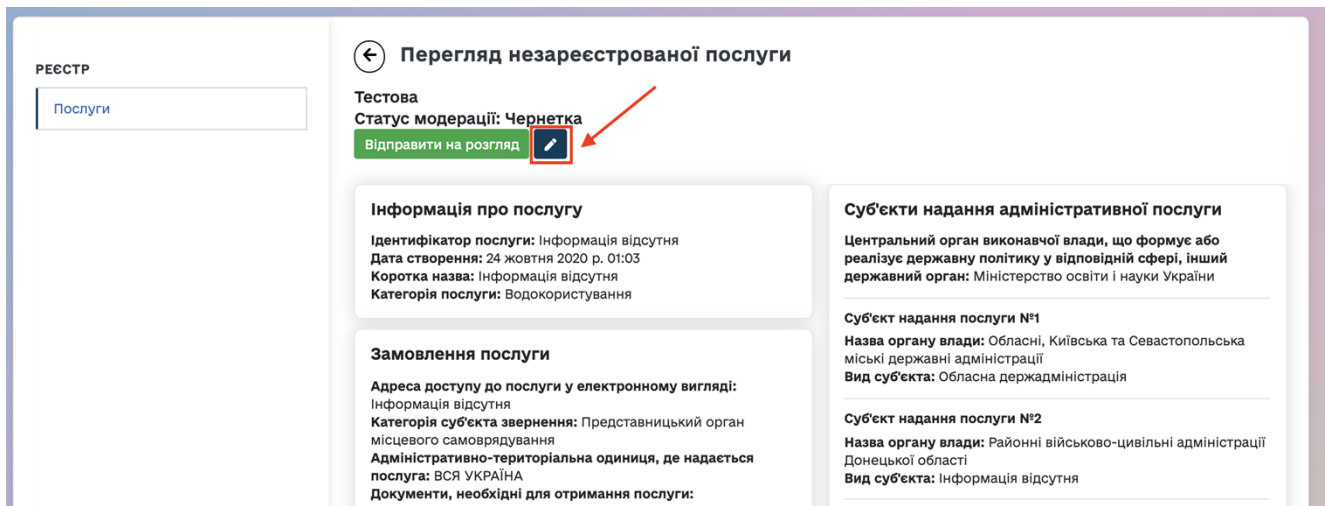 РЕЄСТР
Послуги
Перегляд незареєстрованої послуги
Тестова
Статус модерації: Чернетка
Відправити на розгляд
Інформація про послугу
Ідентифікатор послуги: Інформація відсутня
Дата створення: 24 жовтня 2020 р. 01:03
Коротка назва: Інформація відсутня
Категорія послуги: Водокористування
Замовлення послуги
Адреса доступу до послуги у електронному вигляді:
Інформація відсутня
Категорія суб'єкта звернення: Представницький орган
місцевого самоврядування
Адміністративно-територіальна одиниця, де надається
послуга: ВСЯ УКРАЇНА
Документи, необхідні для отримання послуги:
Суб'єкти надання адміністративної послуги
Центральний орган виконавчої влади, що формує або
реалізує державну політику у відповідній сфері, інший
державний орган: Міністерство освіти і науки України
Суб'єкт надання послуги №1
Назва органу влади: Обласні, Київська та Севастопольська
міські державні адміністрації
Вид суб'єкта: Обласна держадміністрація
Суб'єкт надання послуги №2
Назва органу влади: Районні військово-цивільні адміністрації
Донецької області
Вид суб'єкта: Інформація відсутня